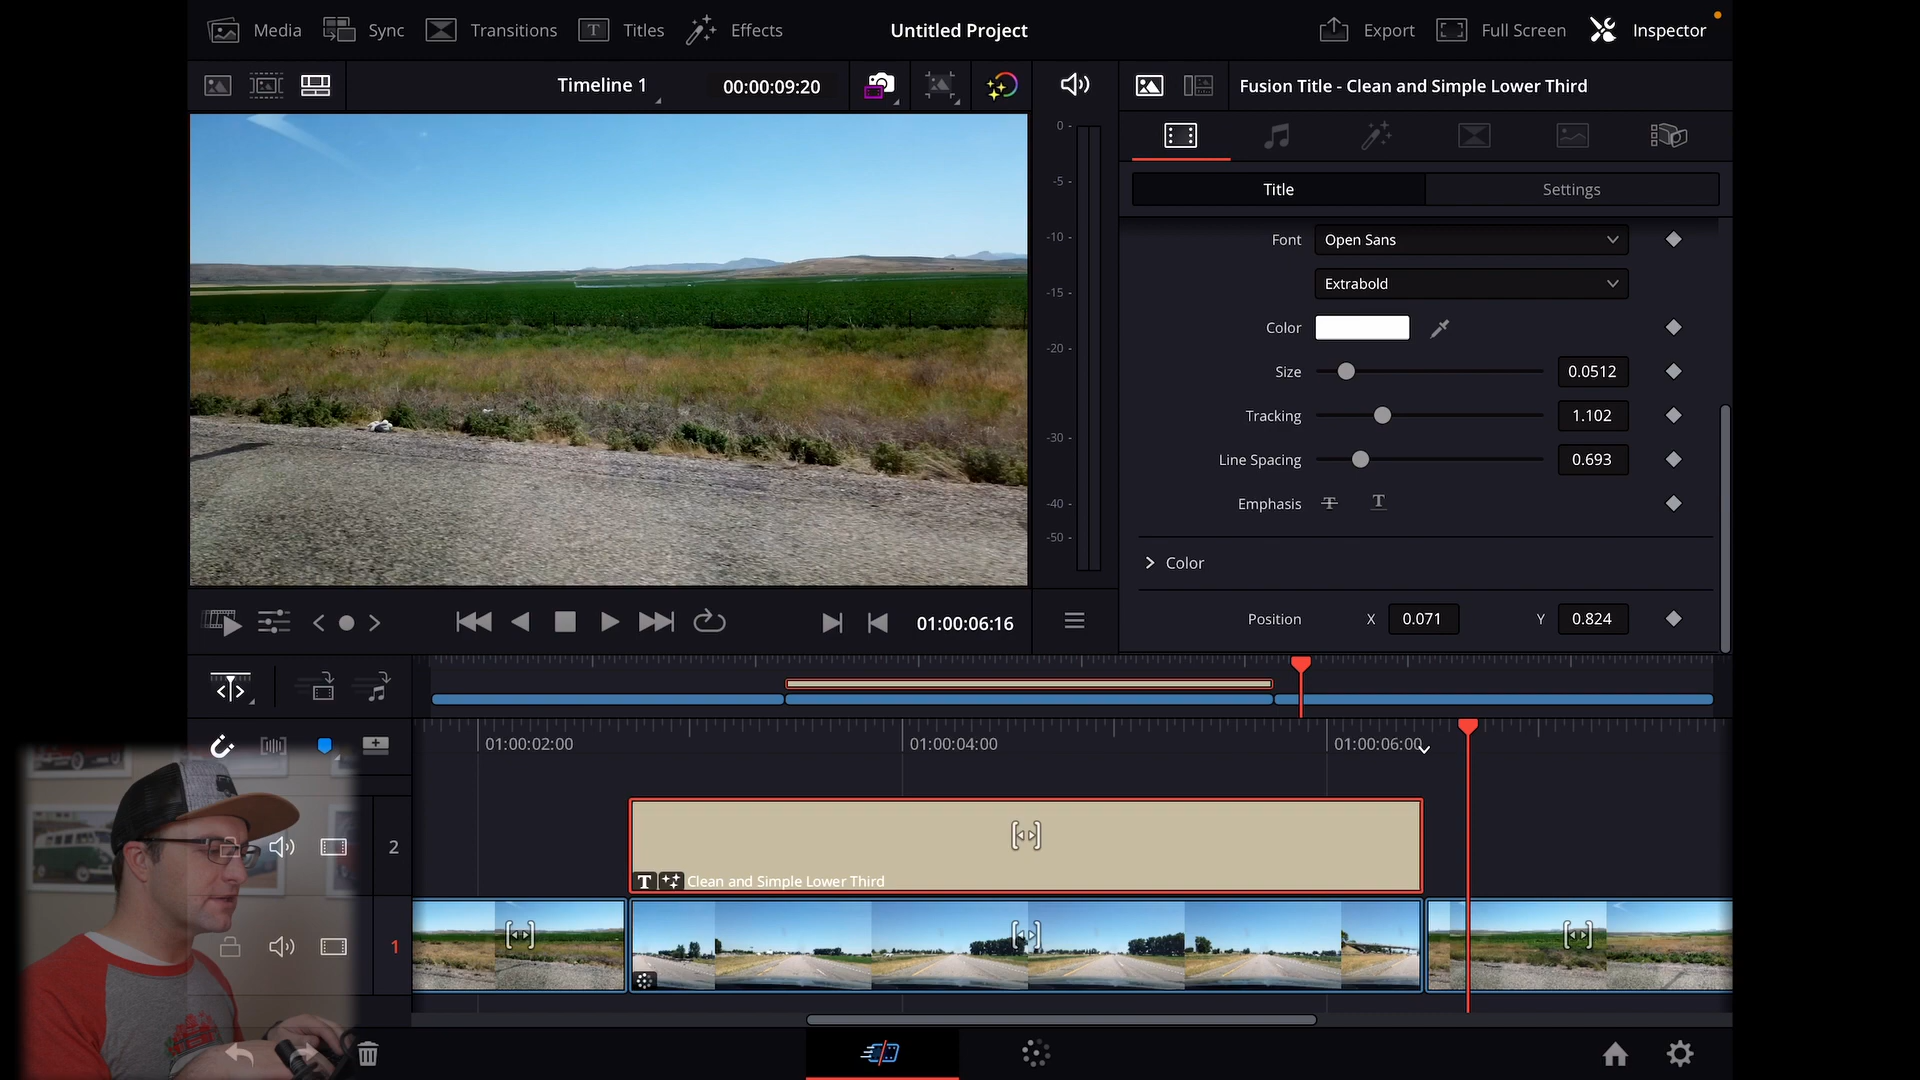 Media
Sync
Transitions
Titles
Effects
Untitled Project
Export
Full Screen
Inspector
Timeline 1
00:00:09:20
Fusion Title - Clean and Simple Lower Third
0
-5
-10
-15
-20
-30
-40
-50
Title
Settings
Font
Open Sans
Extrabold
Color
Size
0.0512
Tracking
1.102
Line Spacing
0.693
Emphasis T T
Color
Position X 0.071 Y 0.824
01:00:06:16
01:00:02:00
01:00:04:00
01:00:06:00
2
T Clean and Simple Lower Third
1